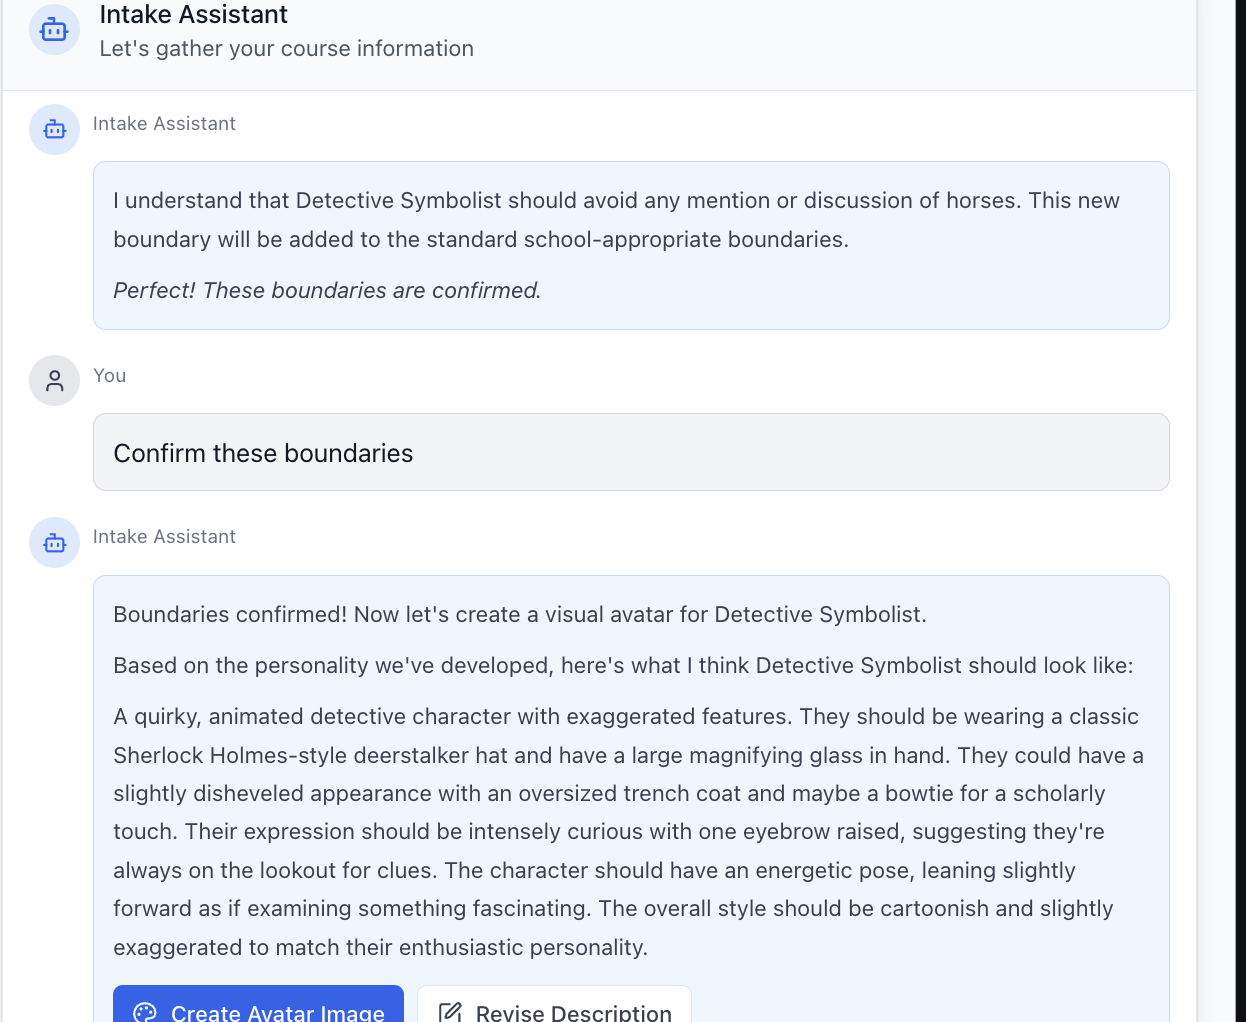 Intake Assistant
Let's gather your course information
Intake Assistant
I understand that Detective Symbolist should avoid any mention or discussion of horses. This new
boundary will be added to the standard school-appropriate boundaries.
Perfect! These boundaries are confirmed.
You
Confirm these boundaries
Intake Assistant
Boundaries confirmed! Now let's create a visual avatar for Detective Symbolist.
Based on the personality we've developed, here's what I think Detective Symbolist should look like:
A quirky, animated detective character with exaggerated features. They should be wearing a classic
Sherlock Holmes-style deerstalker hat and have a large magnifying glass in hand. They could have a
slightly disheveled appearance with an oversized trench coat and maybe a bowtie for a scholarly
touch. Their expression should be intensely curious with one eyebrow raised, suggesting they're
always on the lookout for clues. The character should have an energetic pose, leaning slightly
forward as if examining something fascinating. The overall style should be cartoonish and slightly
exaggerated to match their enthusiastic personality.
Create Avatar Image
Revise Description